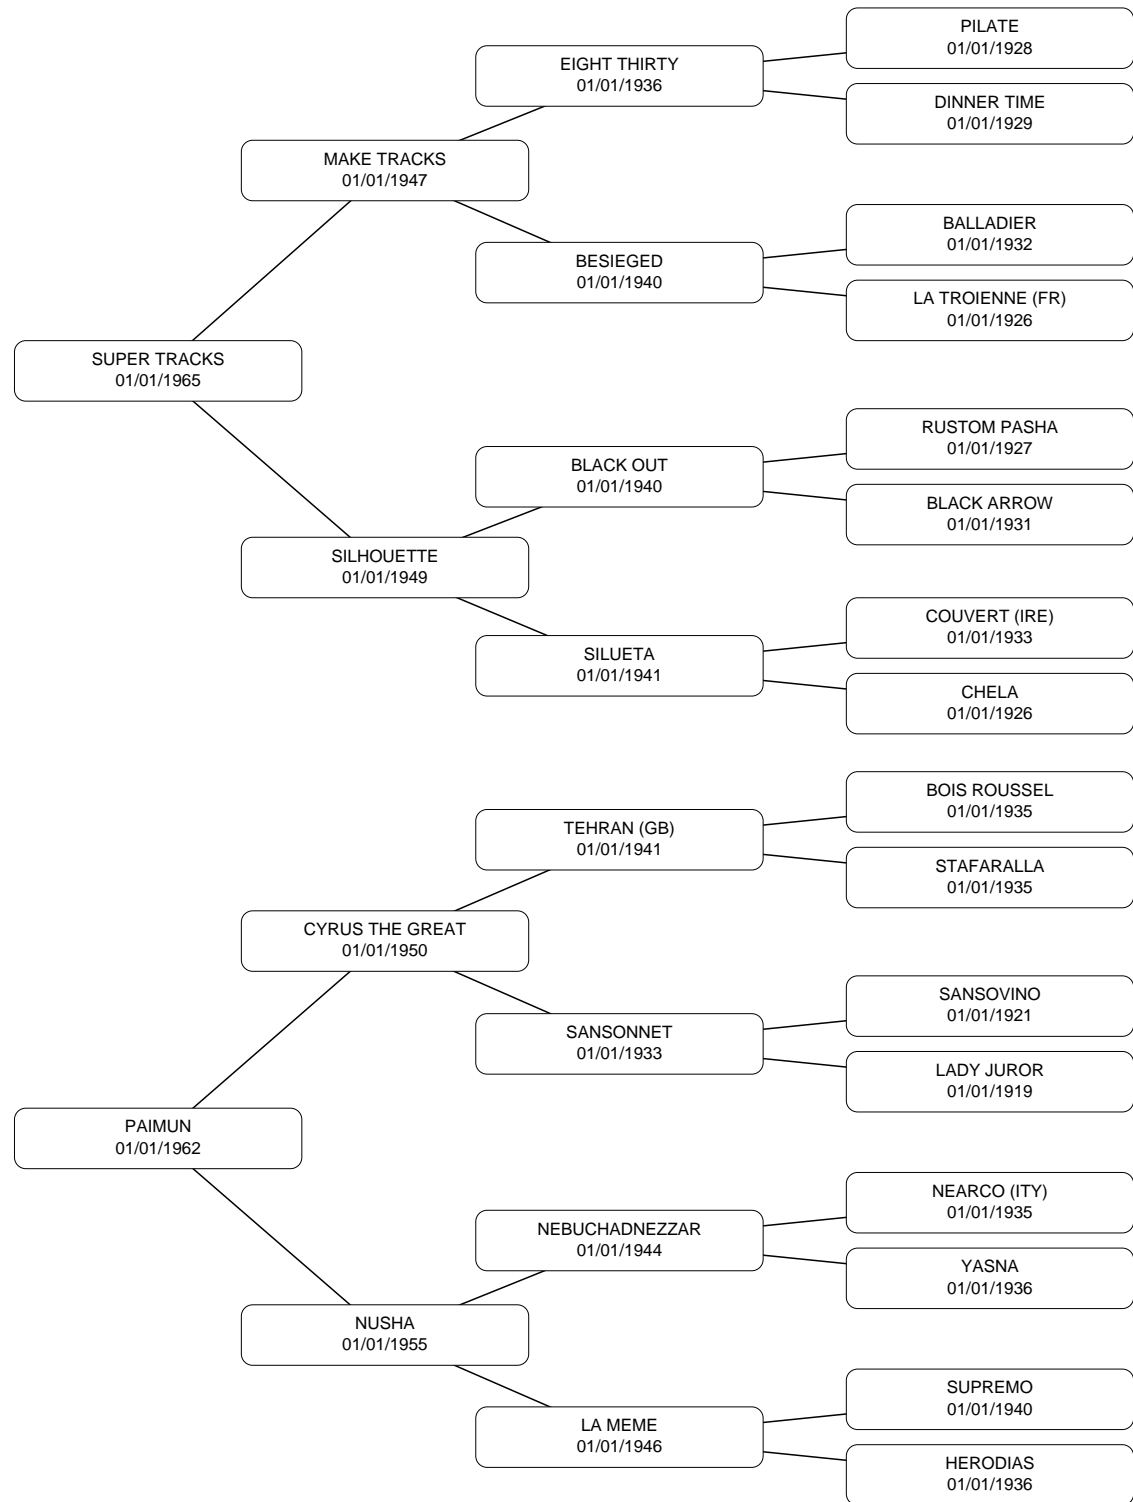 PILATE
01/01/1928
EIGHT THIRTY
01/01/1936
DINNER TIME
01/01/1929
MAKE TRACKS
01/01/1947
BALLADIER
01/01/1932
BESIEGED
01/01/1940
LA TROIENNE (FR)
01/01/1926
SUPER TRACKS
01/01/1965
RUSTOM PASHA
01/01/1927
BLACK OUT
01/01/1940
BLACK ARROW
01/01/1931
SILHOUETTE
01/01/1949
COUVERT (IRE)
01/01/1933
SILUETA
01/01/1941
CHELA
01/01/1926
BOIS ROUSSEL
01/01/1935
TEHRAN (GB)
01/01/1941
STAFARALLA
01/01/1935
CYRUS THE GREAT
01/01/1950
SANSOVINO
01/01/1921
SANSONNET
01/01/1933
LADY JUROR
01/01/1919
PAIMUN
01/01/1962
NEARCO (ITY)
01/01/1935
NEBUCHADNEZZAR
01/01/1944
YASNA
01/01/1936
NUSHA
01/01/1955
SUPREMO
01/01/1940
LA MEME
01/01/1946
HERODIAS
01/01/1936